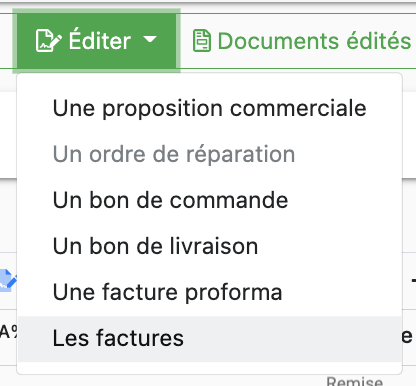 Éditer
Documents édités
Une proposition commerciale
Un ordre de réparation
Un bon de commande
Un bon de livraison
Une facture proforma
A%
Les factures
e
Remise